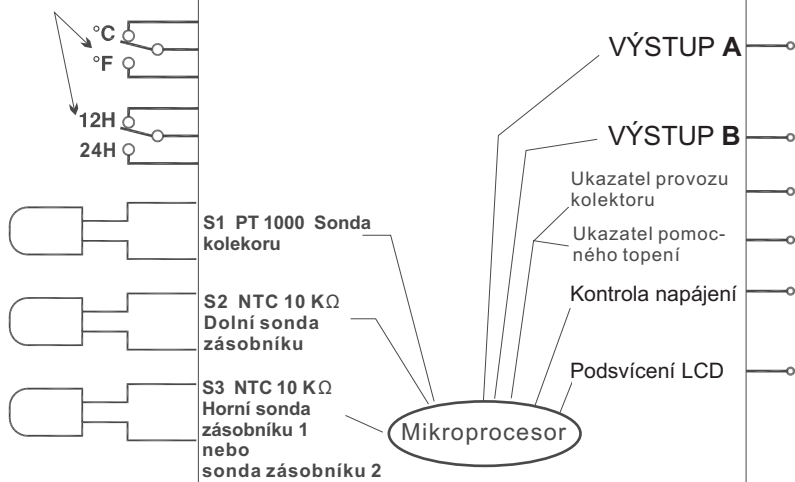 °C
°F
12H
24H
S1 PT 1000 Sonda
kolekoru
S2 NTC 10 KΩ
Dolní sonda
zásobníku
S3 NTC 10 KΩ
Horní sonda
zásobníku 1
nebo
sonda zásobníku 2
Mikroprocesor
VÝSTUP A
VÝSTUP B
Ukazatel provozu
kolektoru
Ukazatel pomoc-
ného topení
Kontrola napájení
Podsvícení LCD